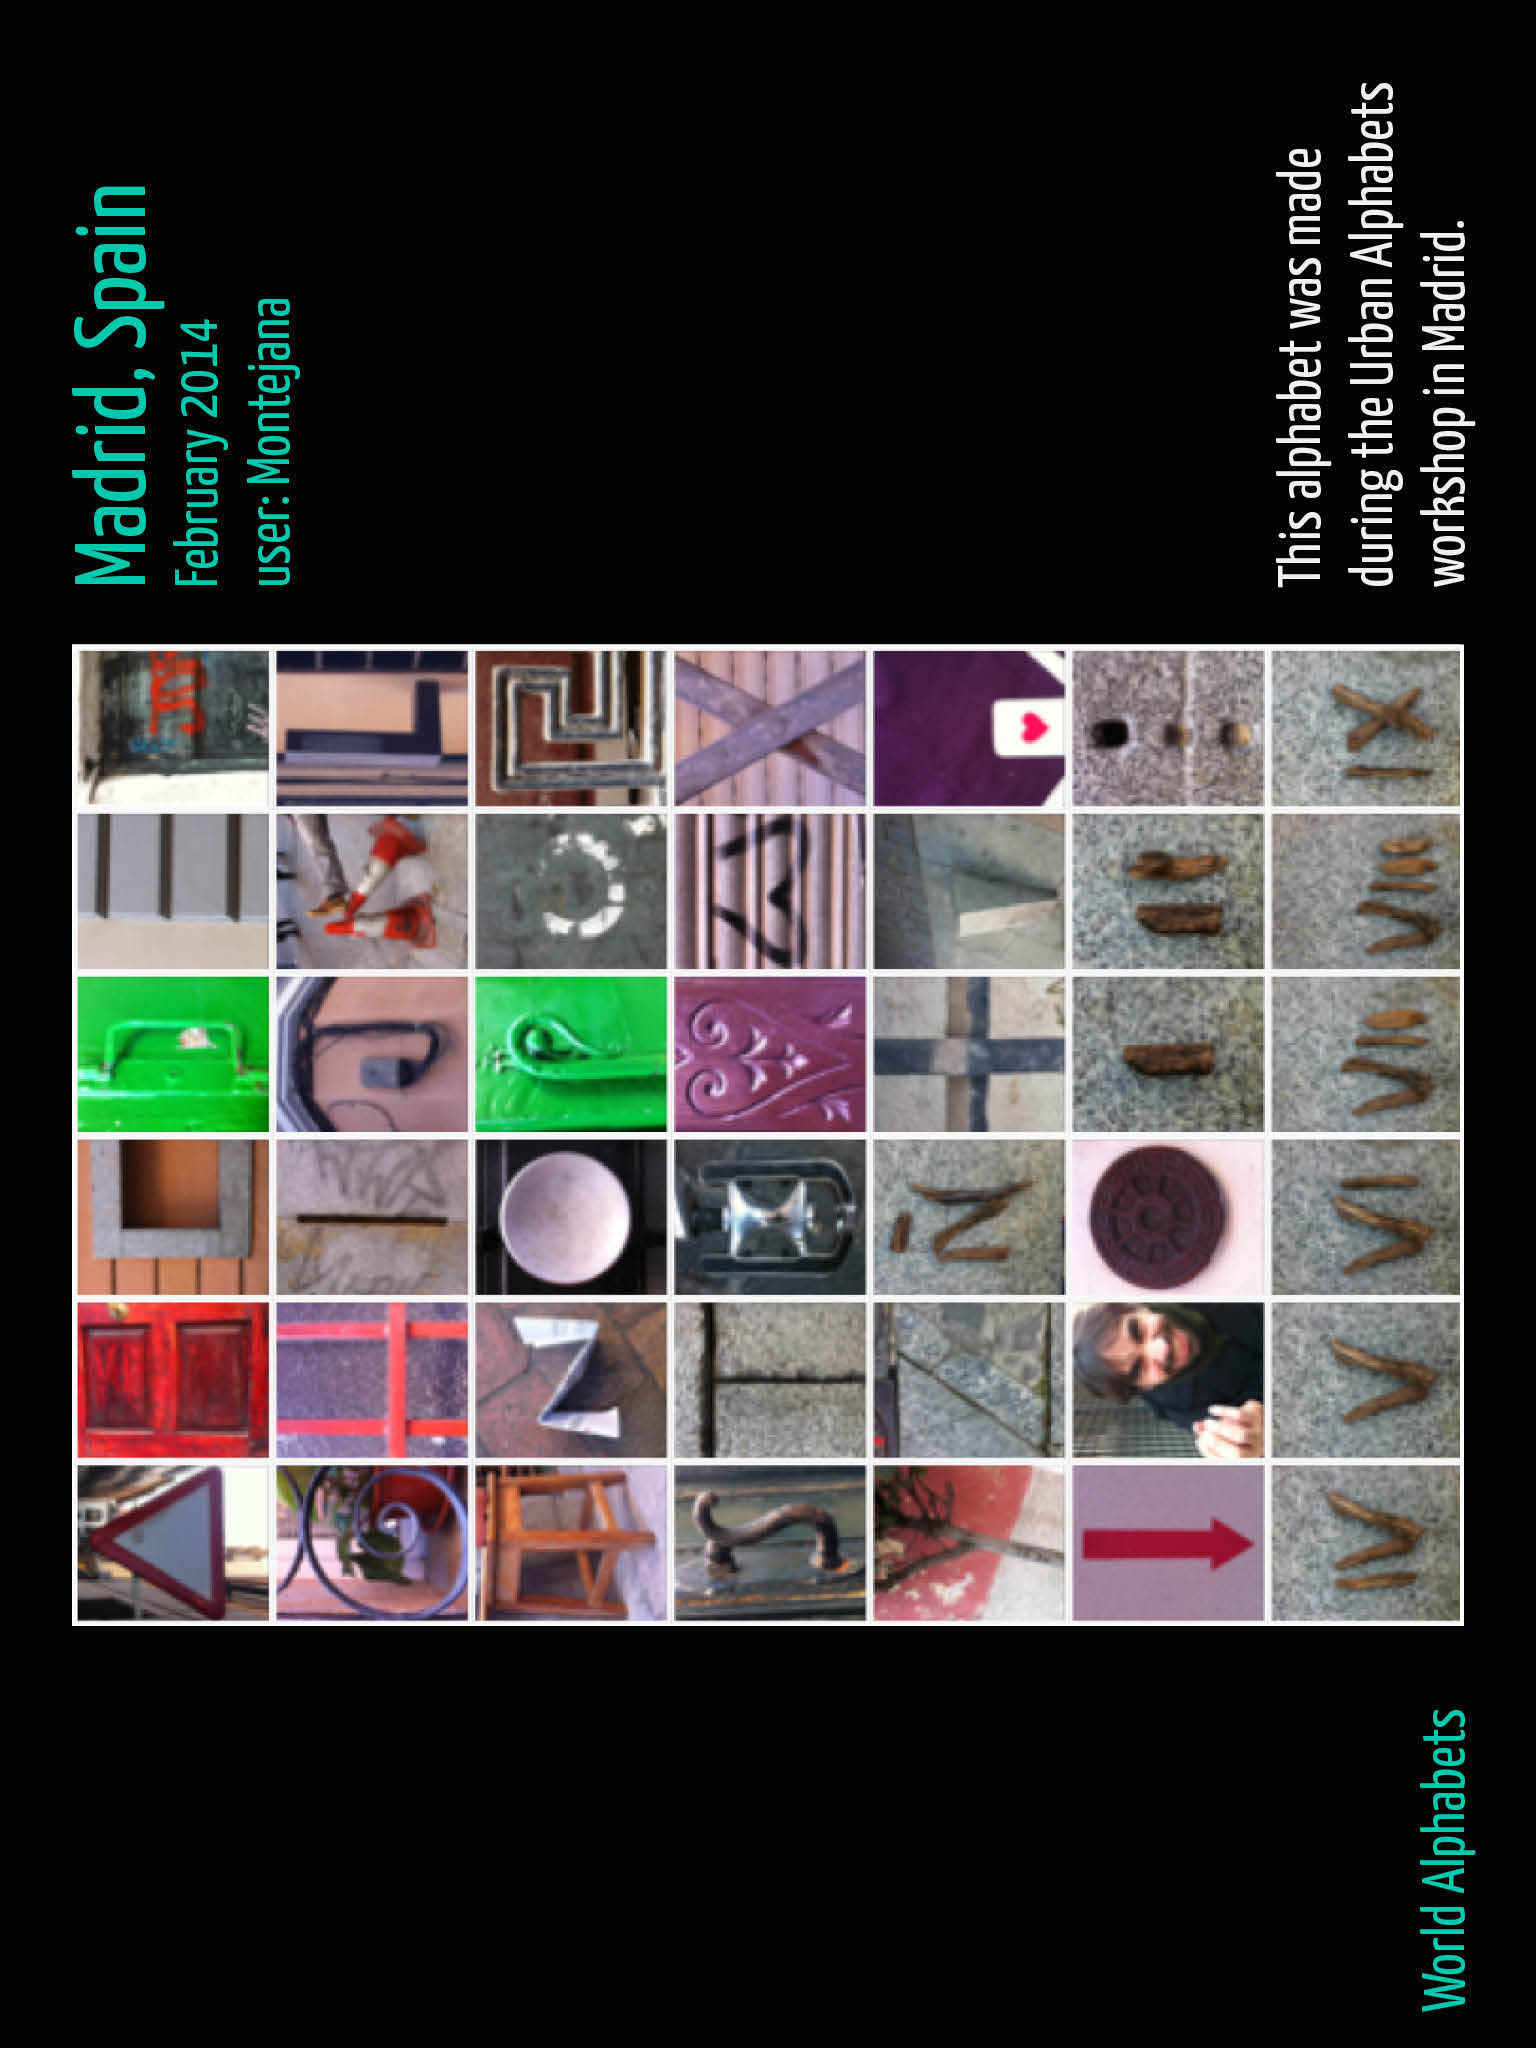 Madrid, Spain
February 2014
user: Montejana
This alphabet was made
during the Urban Alphabets
workshop in Madrid.
World Alphabets